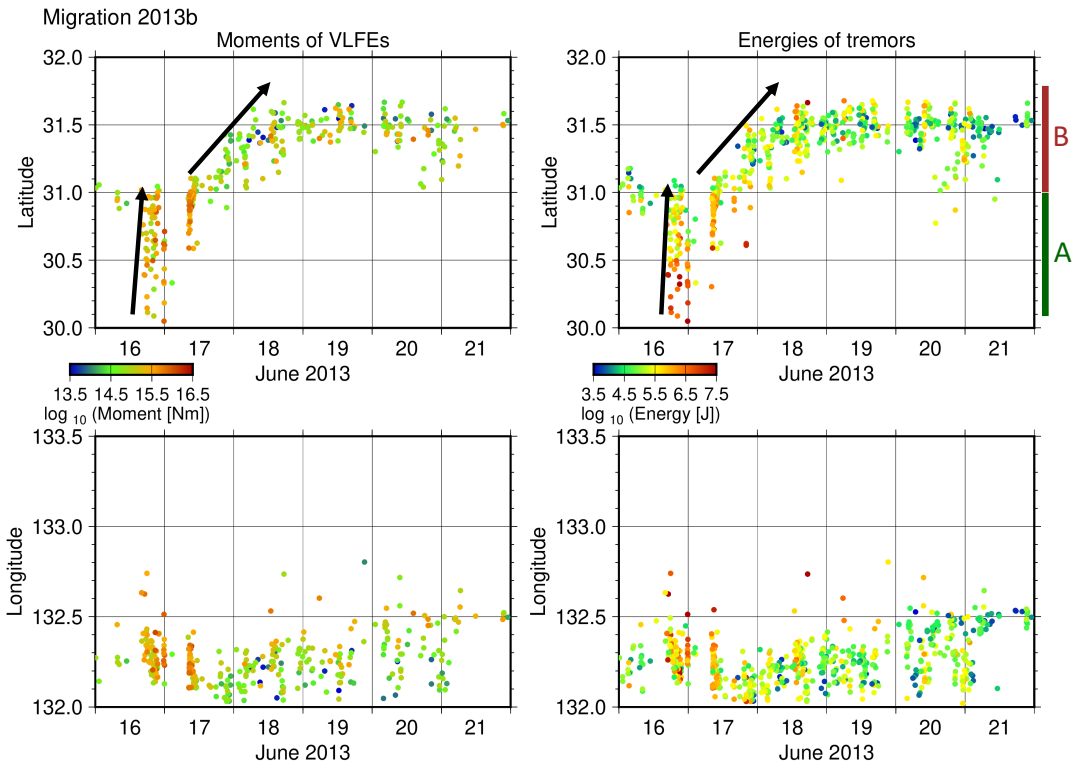 Migration 2013b
Moments of VLFEs
Energies of tremors
32.0
31.5
31.0
30.5
30.0
Latitude
16 17 18 19 20 21
June 2013
32.0
31.5
31.0
30.5
30.0
Latitude
16 17 18 19 20 21
June 2013
B
A
13.5 14.5 15.5 16.5
log 10 (Moment [Nm])
3.5 4.5 5.5 6.5 7.5
log 10 (Energy [J])
133.5
133.0
132.5
132.0
Longitude
16 17 18 19 20 21
June 2013
133.5
133.0
132.5
132.0
Longitude
16 17 18 19 20 21
June 2013